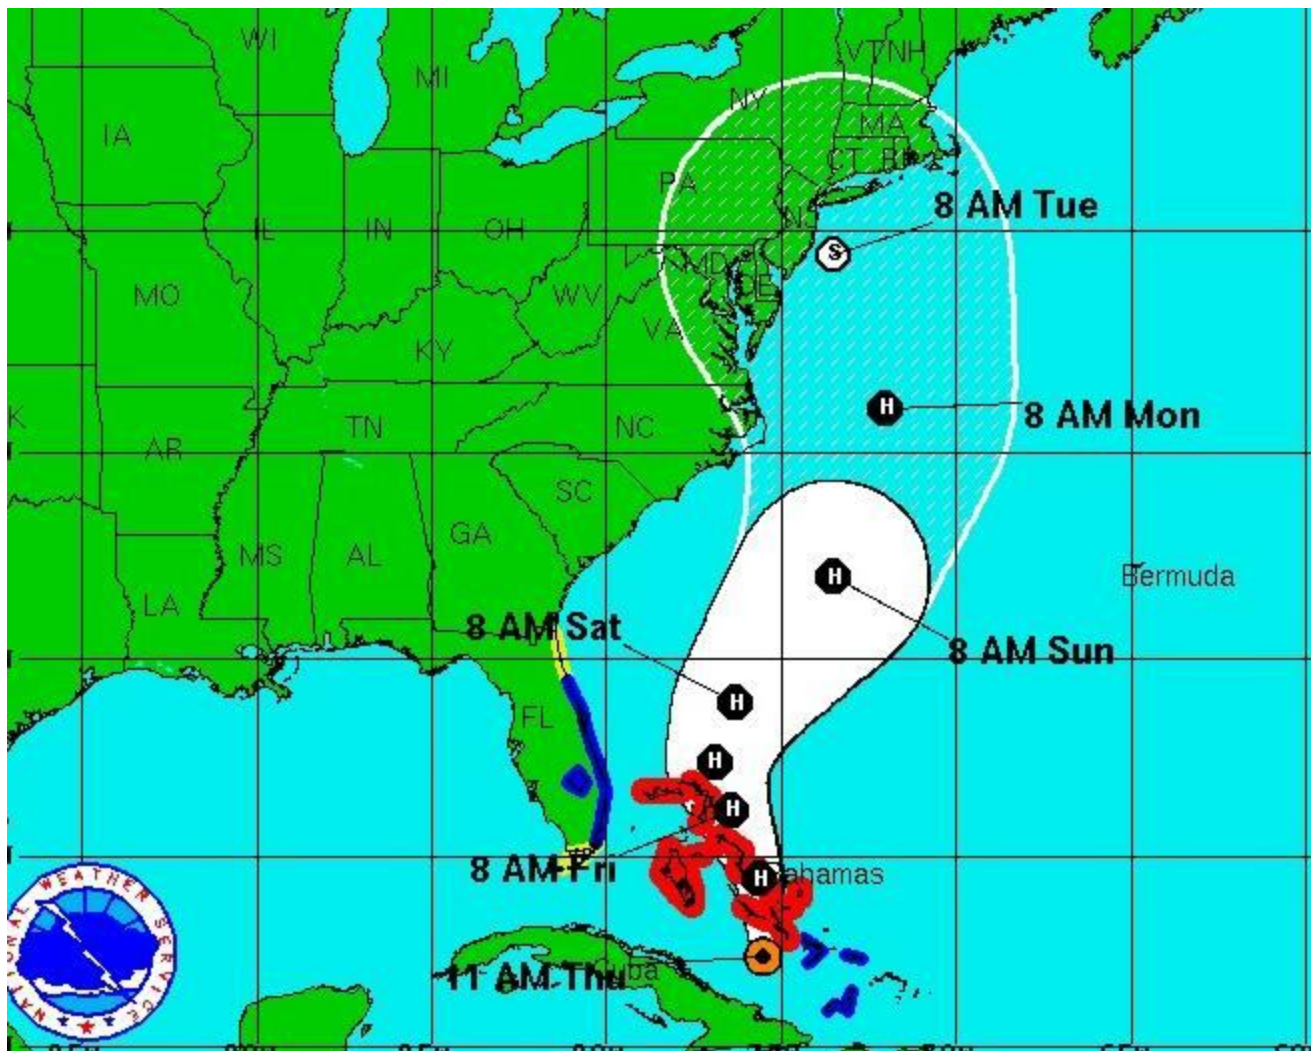 WI
VT NH
MI
NY
MA
IA
CT RI
PA
8 AM Tue
NJ
IL
IN
OH
S
MD
DE
MO
WV
VA
KY
H
8 AM Mon
K
TN
NC
AR
SC
GA
MS
AL
H
Bermuda
LA
8 AM Sat
8 AM Sun
H
FL
H
H
8 AM Fri
H
ahamas
11 AM Thu
Cuba
NATIONAL WEATHER SERVICE